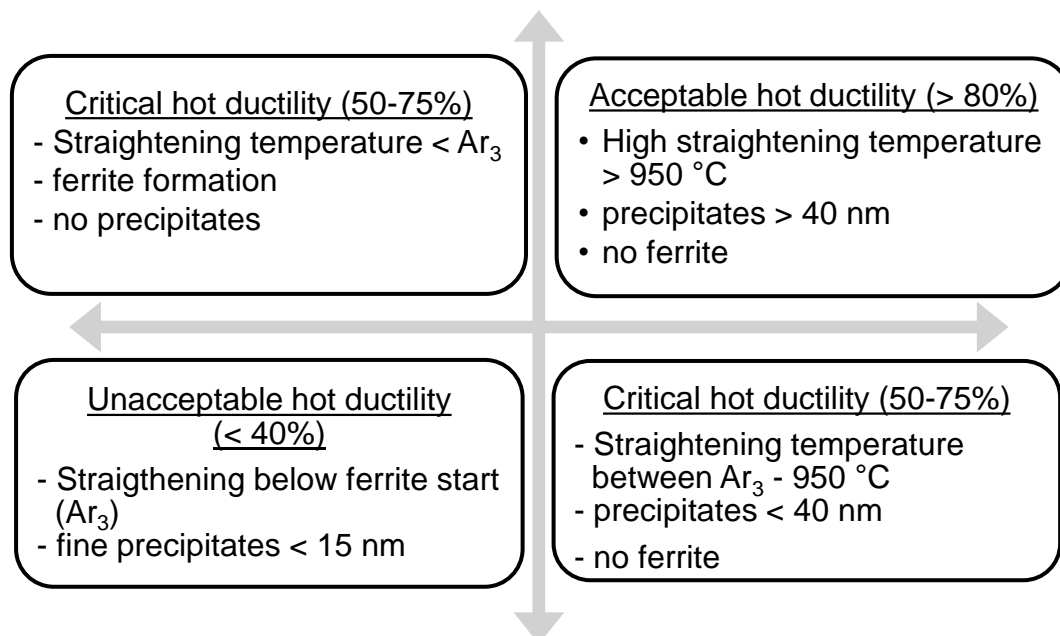 Critical hot ductility (50-75%)
- Straightening temperature < Ar₃
- ferrite formation
- no precipitates
Acceptable hot ductility (> 80%)
• High straightening temperature
> 950 °C
• precipitates > 40 nm
• no ferrite
Unacceptable hot ductility
(< 40%)
- Straigthening below ferrite start
(Ar₃)
- fine precipitates < 15 nm
Critical hot ductility (50-75%)
- Straightening temperature
between Ar₃ - 950 °C
- precipitates < 40 nm
- no ferrite